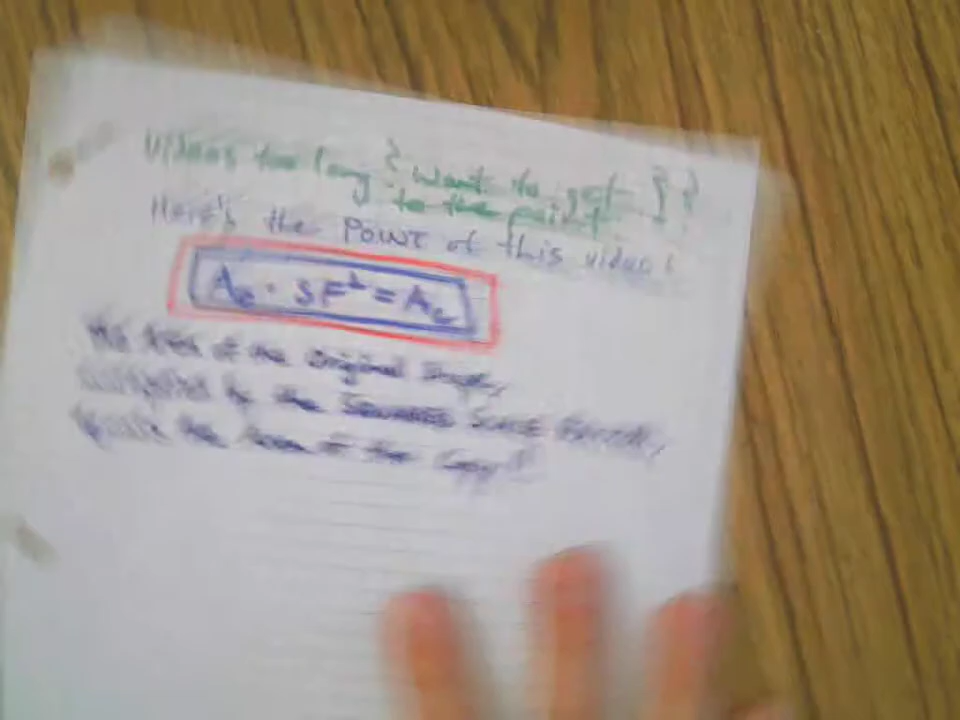 Videos too long? Want to get
to the point??
Here's the POINT of this video!
Ao · SF² = Ac
The Area of the Original Shape,
multiplied by the SQUARED SCALE FACTOR,
equals the Area of the Copy!!